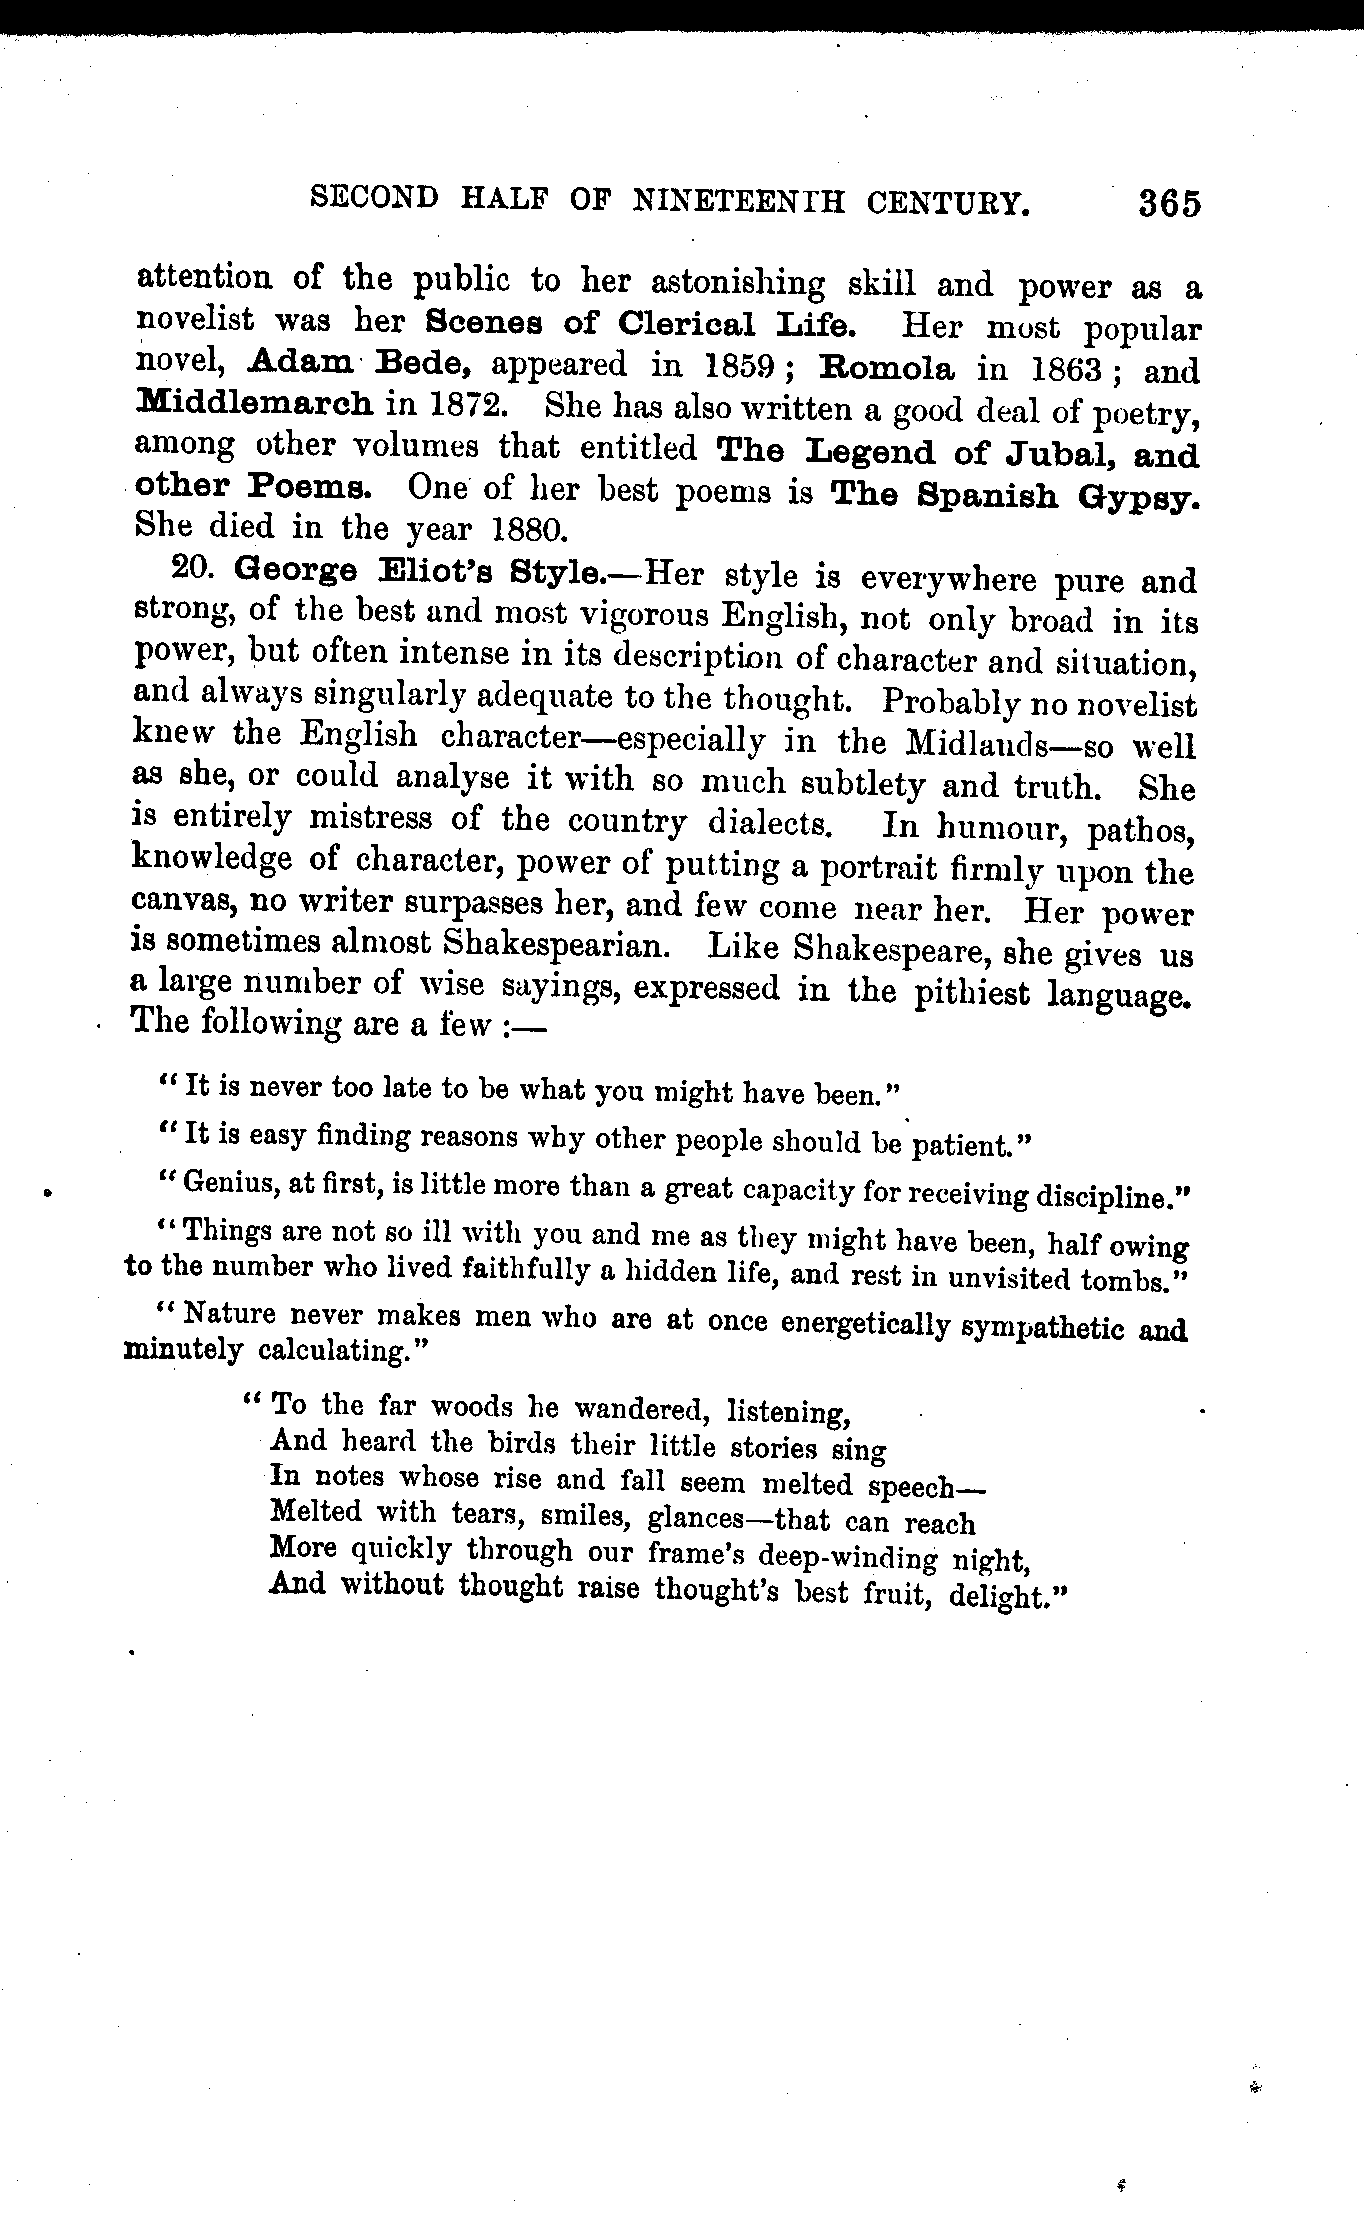 SECOND HALF OF NINETEENTH CENTURY. 365
attention of the public to her astonishing skill and power as a
novelist was her Scenes of Clerical Life. Her most popular
novel, Adam Bede, appeared in 1859 ; Romola in 1863 ; and
Middlemarch in 1872. She has also written a good deal of poetry,
among other volumes that entitled The Legend of Jubal, and
other Poems. One of her best poems is The Spanish Gypsy.
She died in the year 1880.
20. George Eliot's Style.—Her style is everywhere pure and
strong, of the best and most vigorous English, not only broad in its
power, but often intense in its description of character and situation,
and always singularly adequate to the thought. Probably no novelist
knew the English character—especially in the Midlands—so well
as she, or could analyse it with so much subtlety and truth. She
is entirely mistress of the country dialects. In humour, pathos,
knowledge of character, power of putting a portrait firmly upon the
canvas, no writer surpasses her, and few come near her. Her power
is sometimes almost Shakespearian. Like Shakespeare, she gives us
a large number of wise sayings, expressed in the pithiest language.
The following are a few :—
"It is never too late to be what you might have been."
"It is easy finding reasons why other people should be patient."
"Genius, at first, is little more than a great capacity for receiving discipline."
"Things are not so ill with you and me as they might have been, half owing
to the number who lived faithfully a hidden life, and rest in unvisited tombs."
"Nature never makes men who are at once energetically sympathetic and
minutely calculating."
"To the far woods he wandered, listening,
And heard the birds their little stories sing
In notes whose rise and fall seem melted speech—
Melted with tears, smiles, glances—that can reach
More quickly through our frame's deep-winding night,
And without thought raise thought's best fruit, delight."